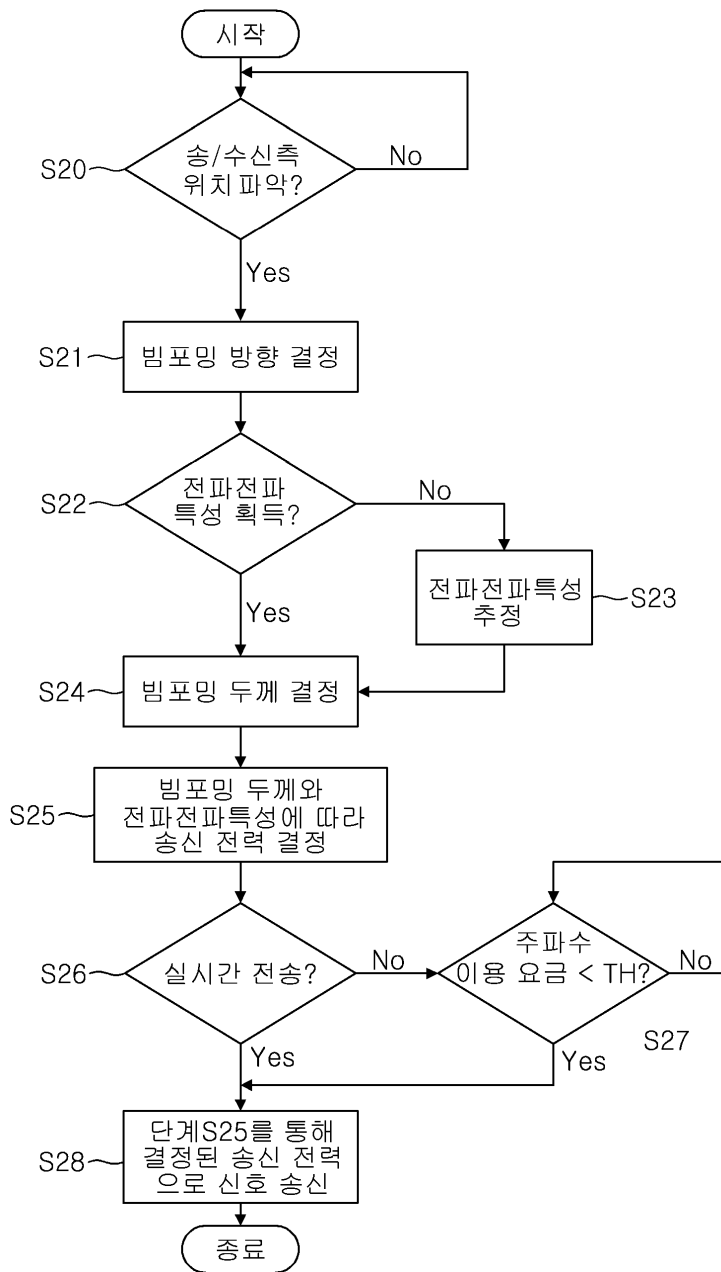 시작
S20
송/수신측
위치파악?
No
Yes
S21
빔포밍 방향 결정
S22
전파전파
특성 획득?
No
Yes
전파전파특성
추정
S23
S24
빔포밍 두께 결정
S25
빔포밍 두께와
전파전파특성에 따라
송신 전력 결정
S26
실시간 전송?
No
Yes
주파수
이용 요금 < TH?
No
S27
Yes
S28
단계S25를 통해
결정된 송신 전력
으로 신호 송신
종료